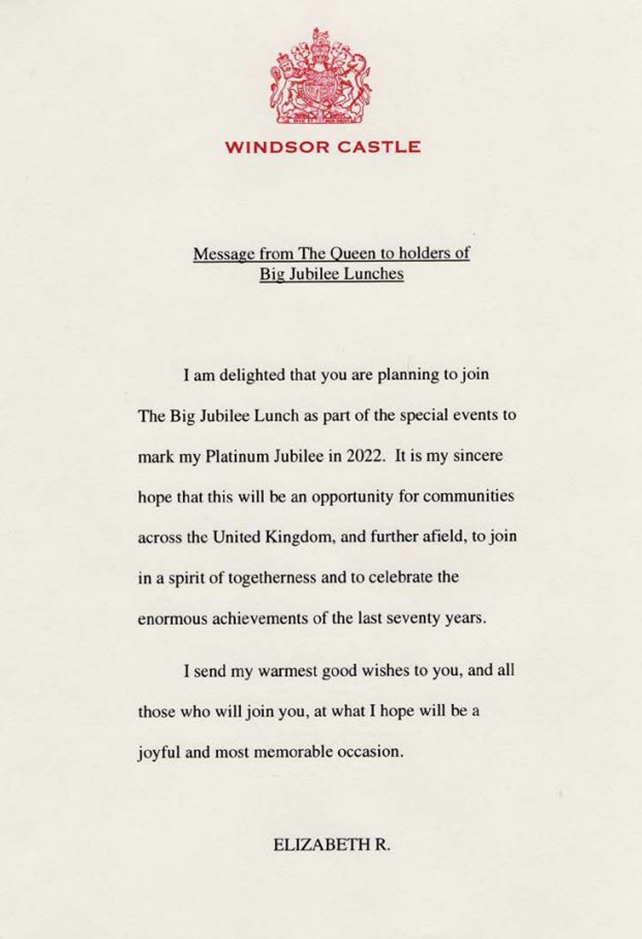 WINDSOR CASTLE
Message from The Queen to holders of
Big Jubilee Lunches
I am delighted that you are planning to join
The Big Jubilee Lunch as part of the special events to
mark my Platinum Jubilee in 2022.  It is my sincere
hope that this will be an opportunity for communities
across the United Kingdom, and further afield, to join
in a spirit of togetherness and to celebrate the
enormous achievements of the last seventy years.
I send my warmest good wishes to you, and all
those who will join you, at what I hope will be a
joyful and most memorable occasion.
ELIZABETH R.